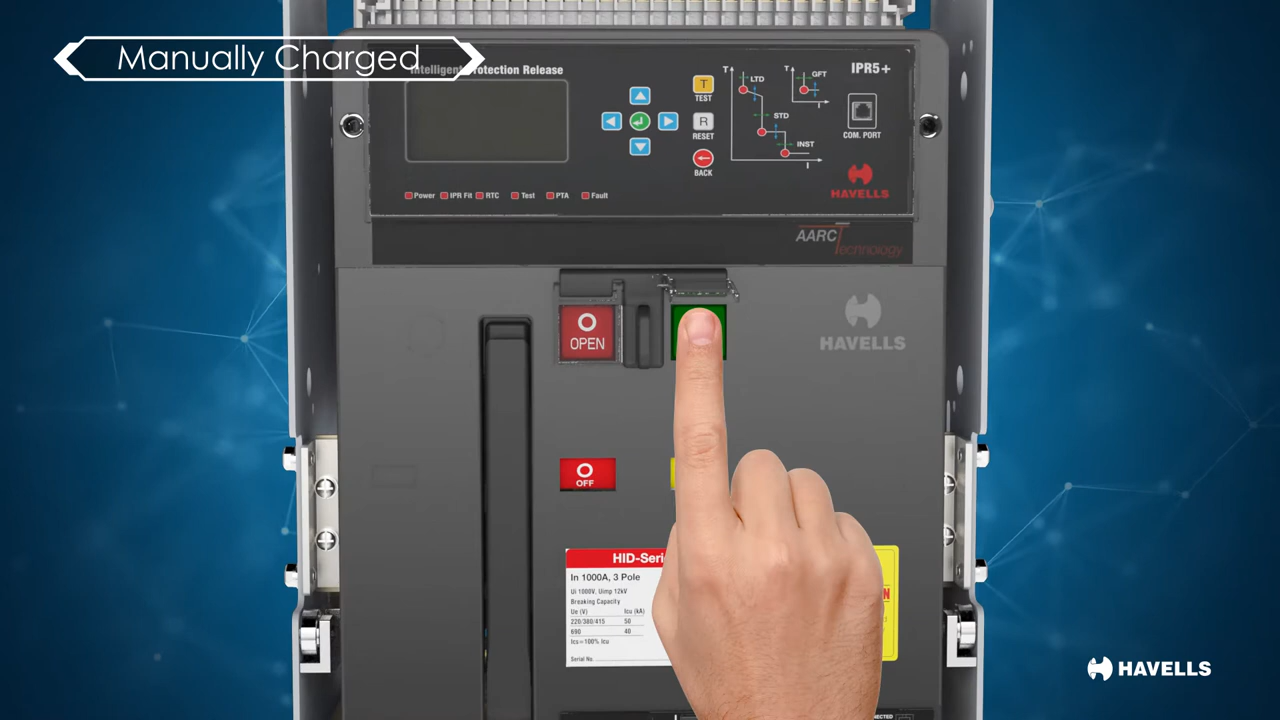 Manually Charged
Intelligent Protection Release
IPR5+
T
TEST
R
RESET
BACK
T
LTD
STD
INST
I
T
GFT
I
COM. PORT
HAVELLS
Power
IPR Fit
RTC
Test
PTA
Fault
AARC Technology
OPEN
HAVELLS
OFF
HID-Seri
In 1000A, 3 Pole
Ui 1000V, Uimp 12kV
Breaking Capacity
Ue (V) Icu (kA)
220/380/415 50
690 40
Ics=100% Icu
Serial No.
HAVELLS